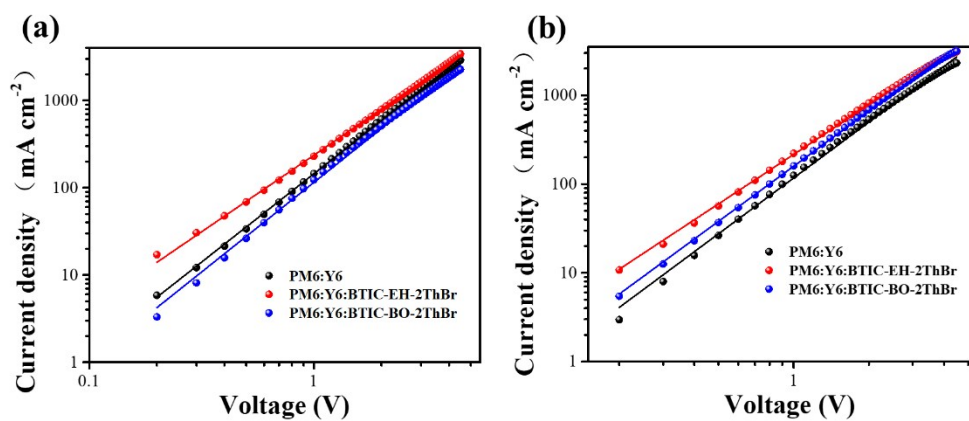 (a)
Current density （mA cm-2）
1000
100
10
1
0.1
1
Voltage (V)
PM6:Y6
PM6:Y6:BTIC-EH-2ThBr
PM6:Y6:BTIC-BO-2ThBr
(b)
Current density （mA cm-2）
1000
100
10
1
1
Voltage (V)
PM6:Y6
PM6:Y6:BTIC-EH-2ThBr
PM6:Y6:BTIC-BO-2ThBr